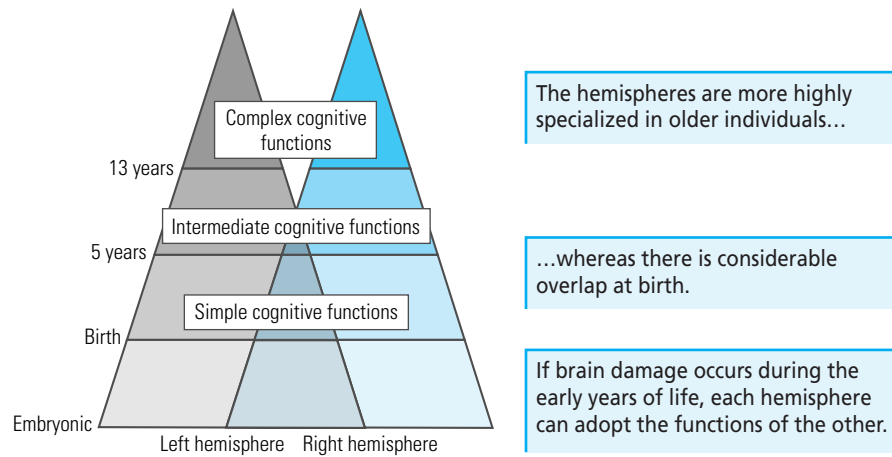 The hemispheres are more highly
specialized in older individuals…
Complex cognitive
functions
13 years
Intermediate cognitive functions
5 years
…whereas there is considerable
overlap at birth.
Simple cognitive functions
Birth
If brain damage occurs during the
early years of life, each hemisphere
can adopt the functions of the other.
Embryonic
Left hemisphere
Right hemisphere